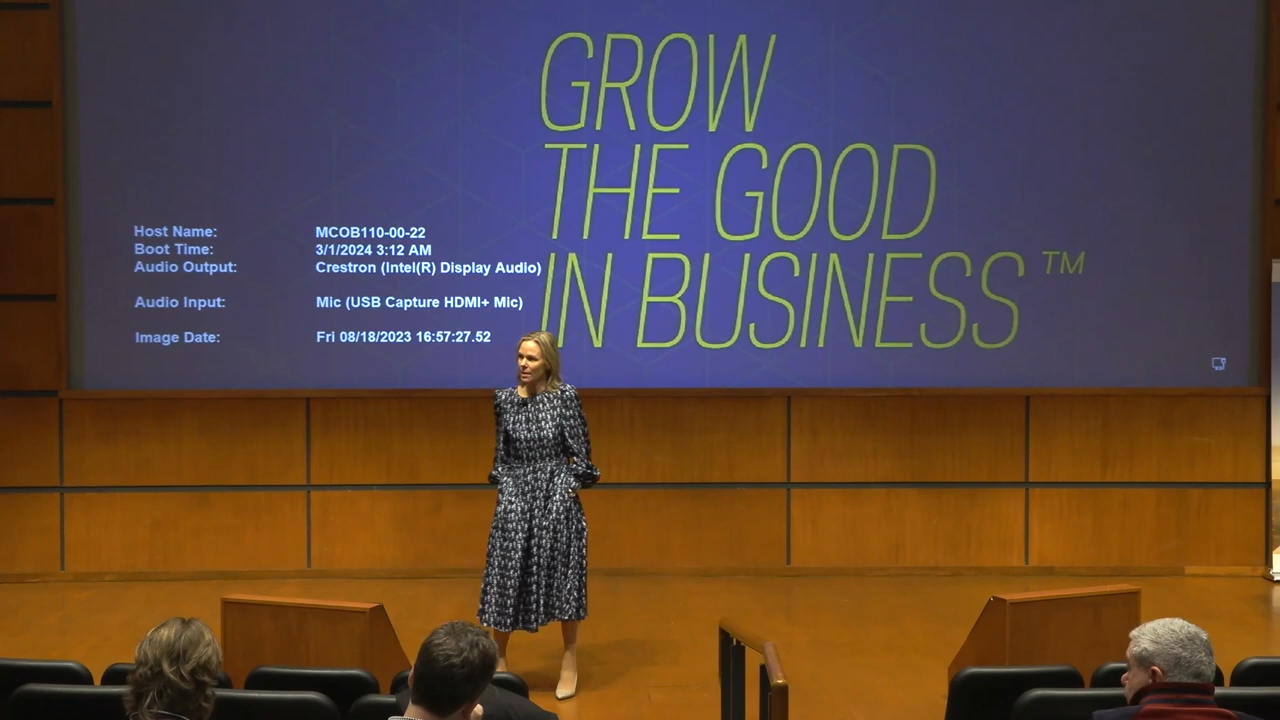 GROW
THE GOOD
IN BUSINESS™
Host Name: MCOB110-00-22
Boot Time: 3/1/2024 3:12 AM
Audio Output: Crestron (Intel(R) Display Audio)
Audio Input: Mic (USB Capture HDMI+ Mic)
Image Date: Fri 08/18/2023 16:57:27.52